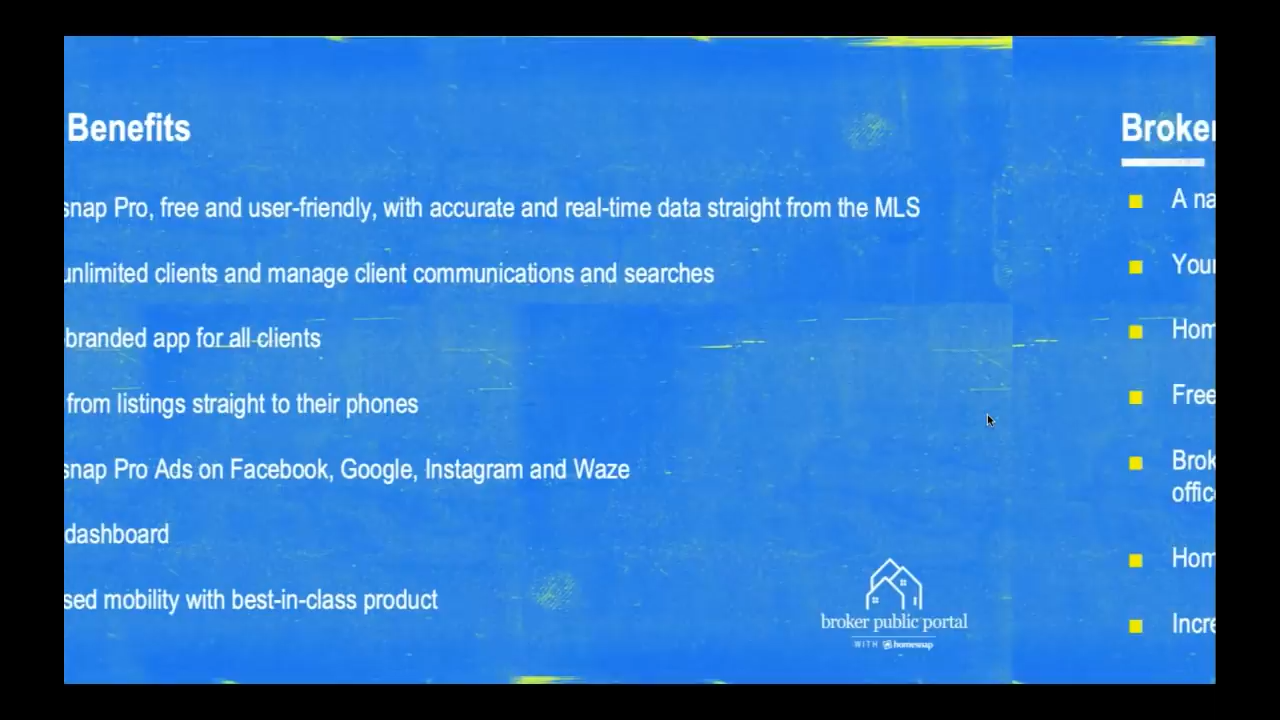 Benefits
snap Pro, free and user-friendly, with accurate and real-time data straight from the MLS
unlimited clients and manage client communications and searches
branded app for all clients
from listings straight to their phones
snap Pro Ads on Facebook, Google, Instagram and Waze
dashboard
sed mobility with best-in-class product
broker public portal
WITH homesnap
Broker
A na
Your
Hom
Free
Brok
offic
Hom
Incre